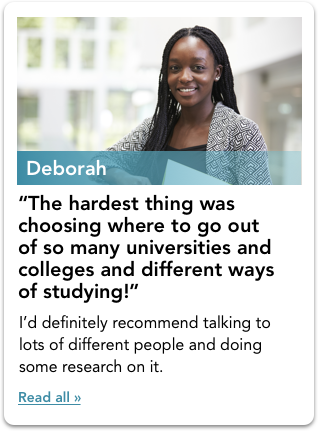 Deborah
“The hardest thing was
choosing where to go out
of so many universities and
colleges and different ways
of studying!”
I’d definitely recommend talking to
lots of different people and doing
some research on it.
Read all »